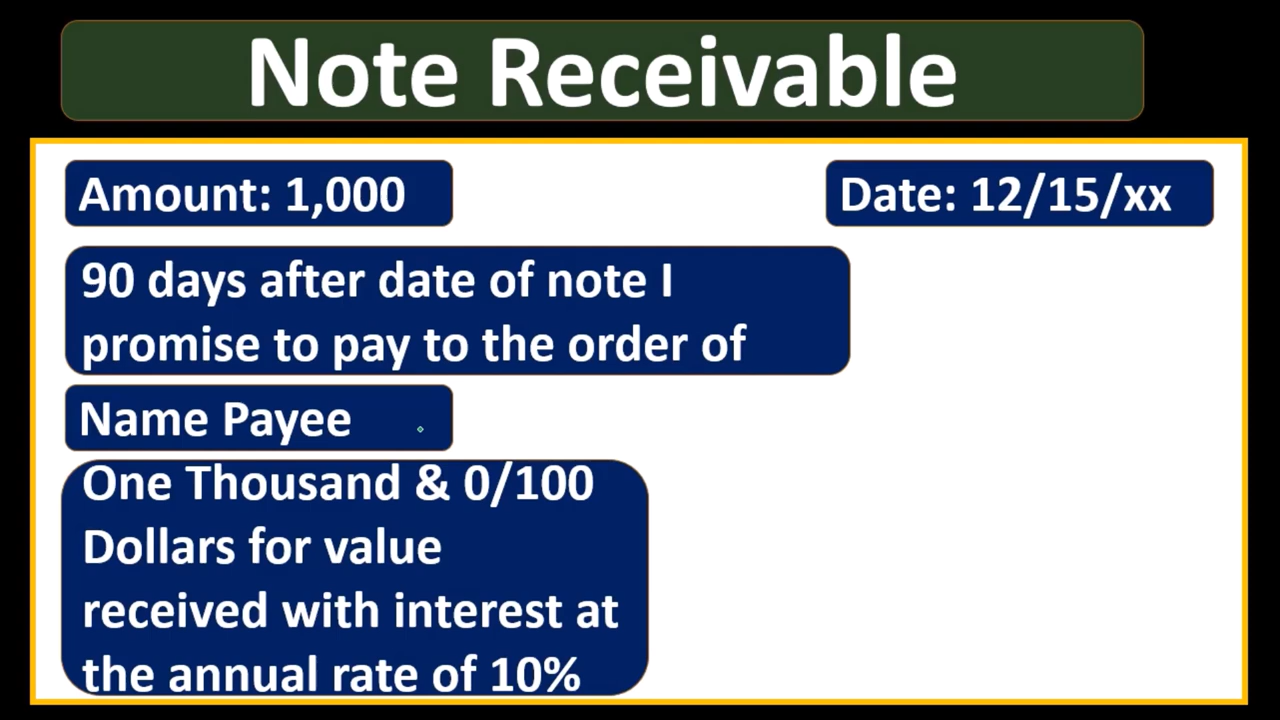 Note Receivable
Amount: 1,000
Date: 12/15/xx
90 days after date of note I
promise to pay to the order of
Name Payee
One Thousand & 0/100
Dollars for value
received with interest at
the annual rate of 10%